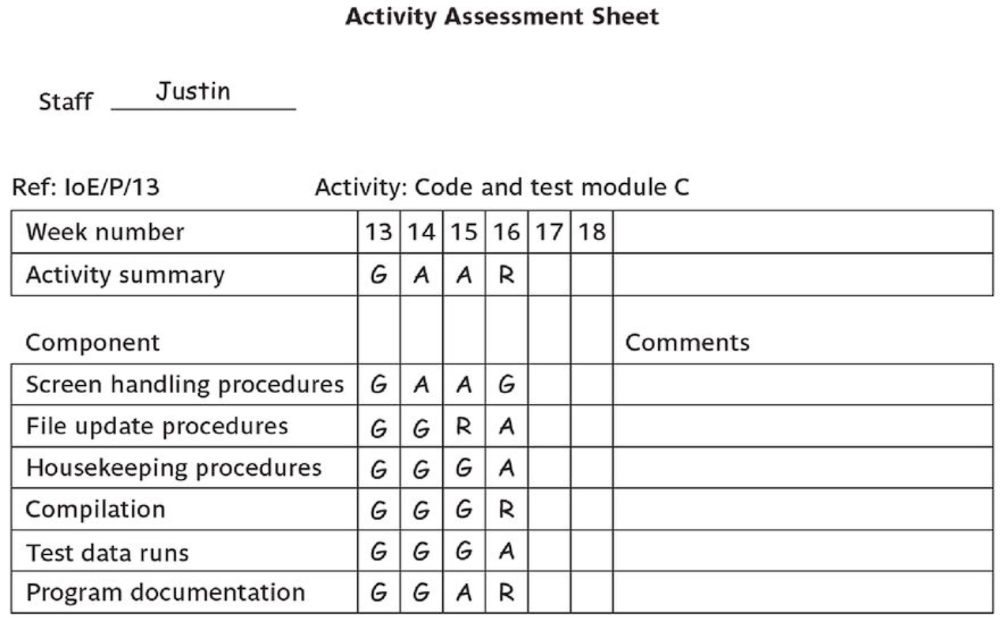 Activity Assessment Sheet
Staff Justin
Ref: IoE/P/13 Activity: Code and test module C
Week number 13 14 15 16 17 18
Activity summary G A A R
Component Comments
Screen handling procedures G A A G
File update procedures G G R A
Housekeeping procedures G G G A
Compilation G G G R
Test data runs G G G A
Program documentation G G A R